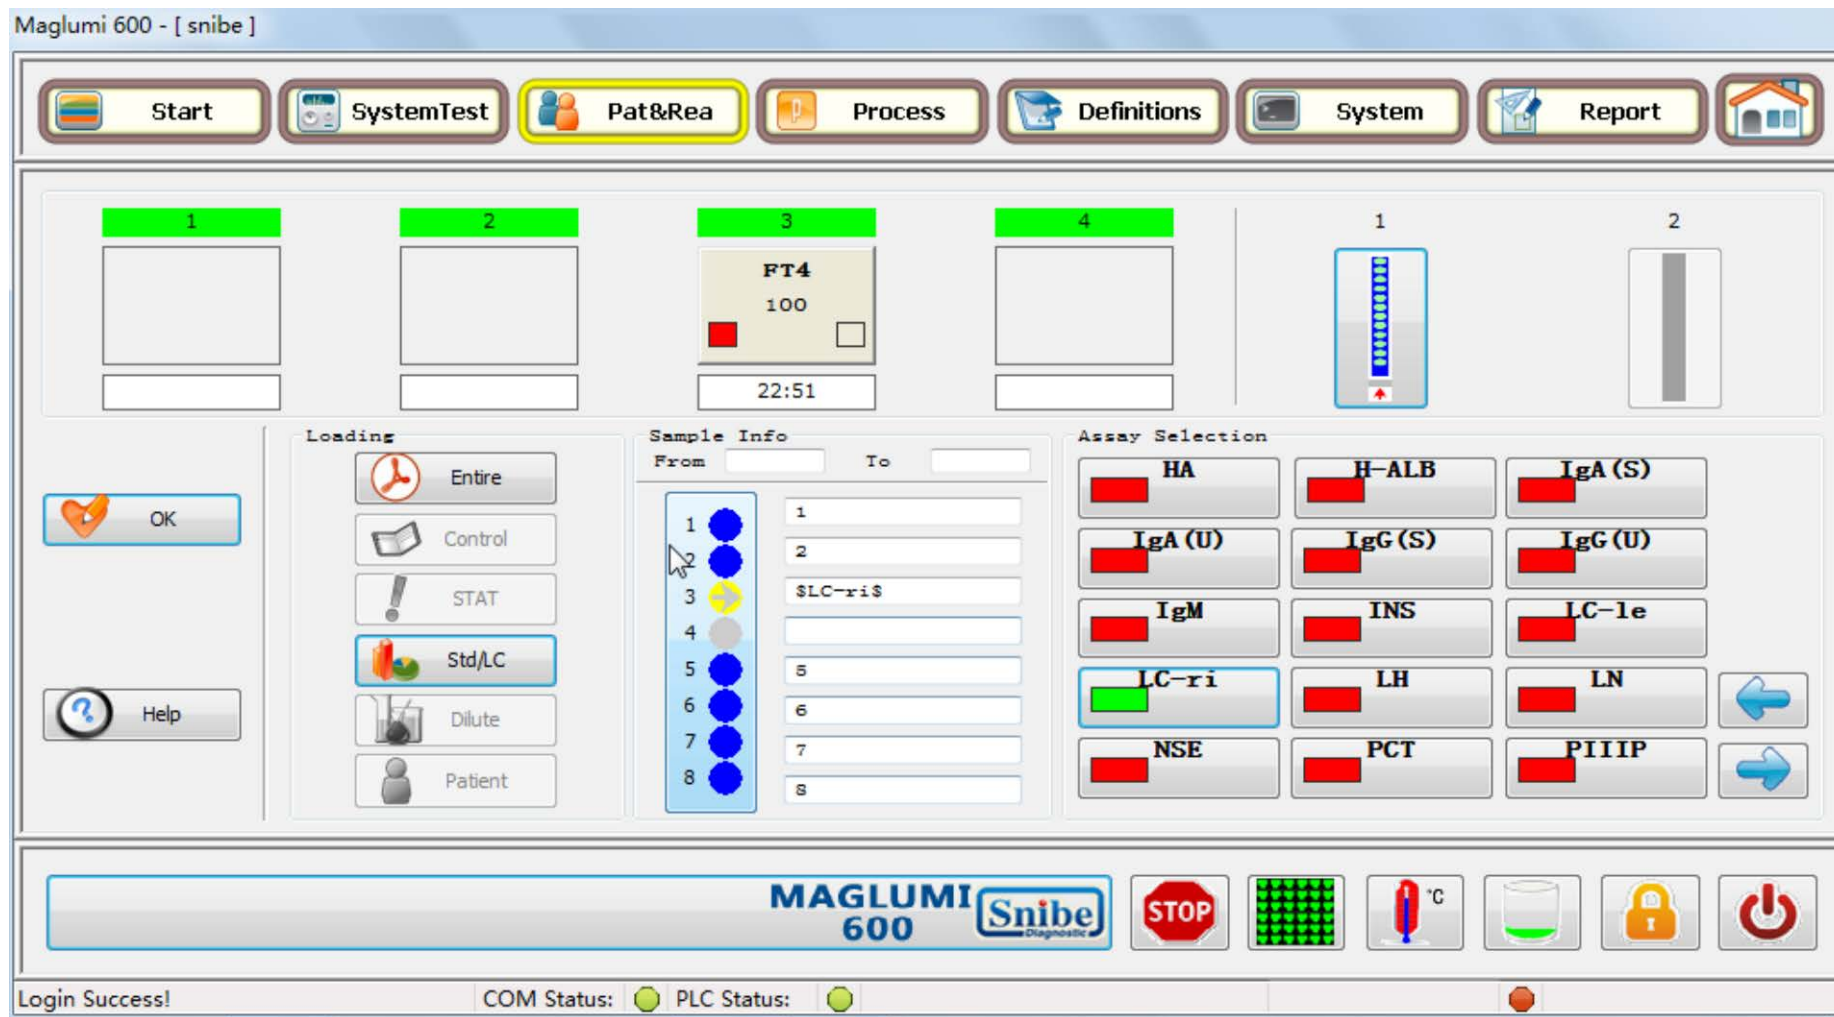 Maglumi 600 - [ snibe ]
Start SystemTest Pat&Rea Process Definitions System Report
1 2 3 4 1 2
FT4
100
22:51
Loading
Entire
Control
STAT
Std/LC
Dilute
Patient
OK
Help
Sample Info
From To
1 1
2 2
3 $LC-ri$
4
5 5
6 6
7 7
8 8
Assay Selection
HA H-ALB IgA(S)
IgA(U) IgG(S) IgG(U)
IgM INS LC-le
LC-ri LH LN
NSE PCT PIIIP
MAGLUMI
600
Snibe
Diagnostic
STOP
°C
Login Success! COM Status: PLC Status: